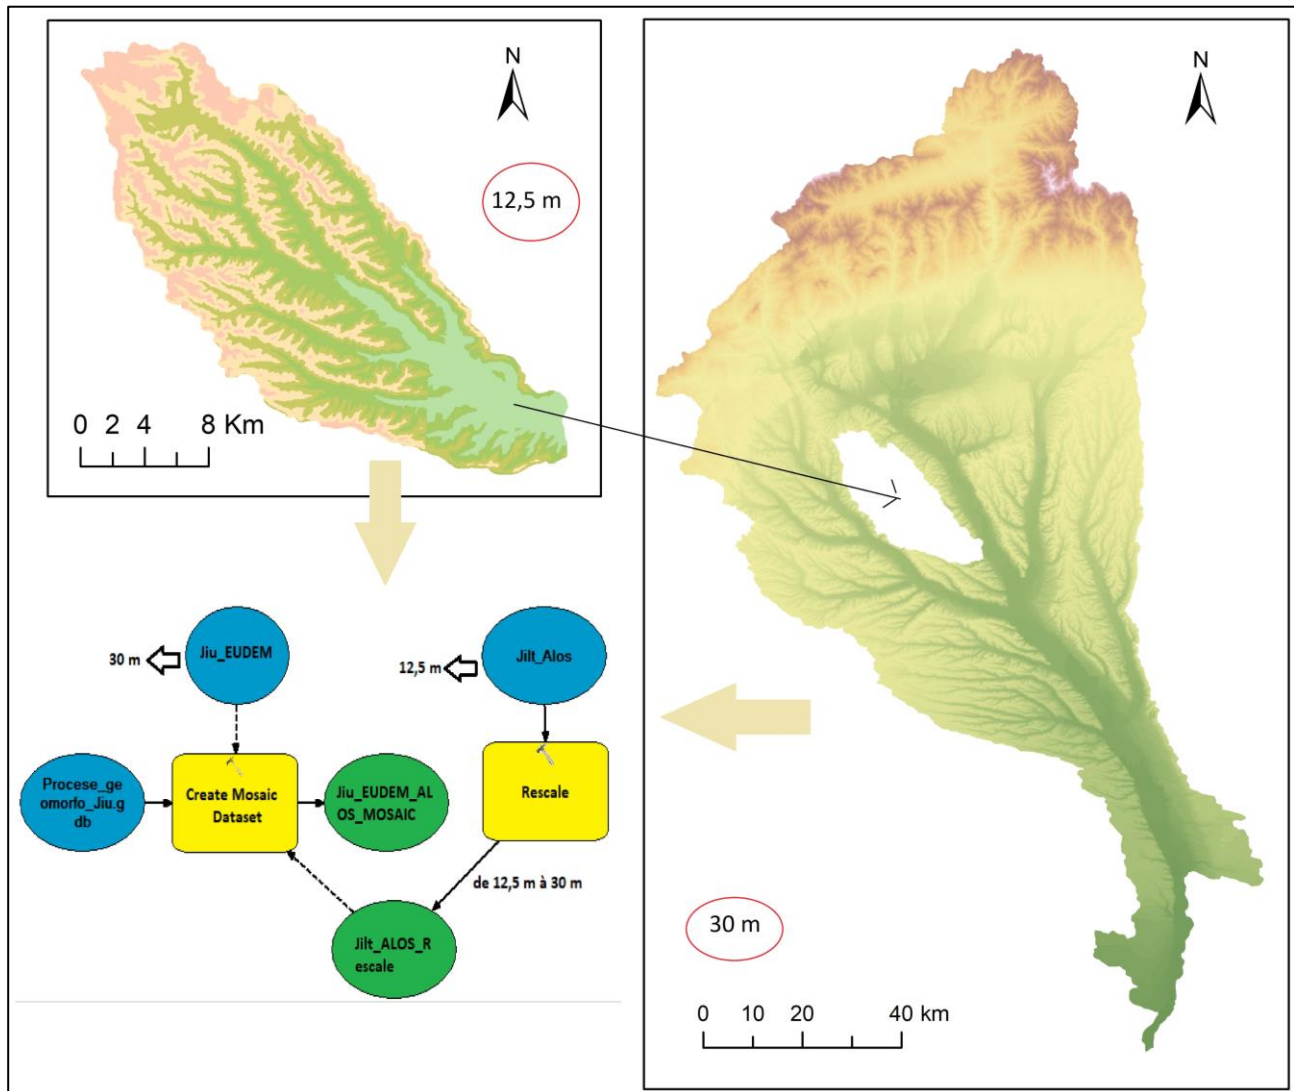 N
12,5 m
0 2 4 8 Km
N
30 m
0 10 20 40 km
Jiu_EUDEM
30 m
Jilt_Alos
12,5 m
Procese_ge
omorfo_Jiu.g
db
Create Mosaic
Dataset
Jiu_EUDEM_AL
OS_MOSAIC
Rescale
de 12,5 m à 30 m
Jilt_ALOS_R
escale